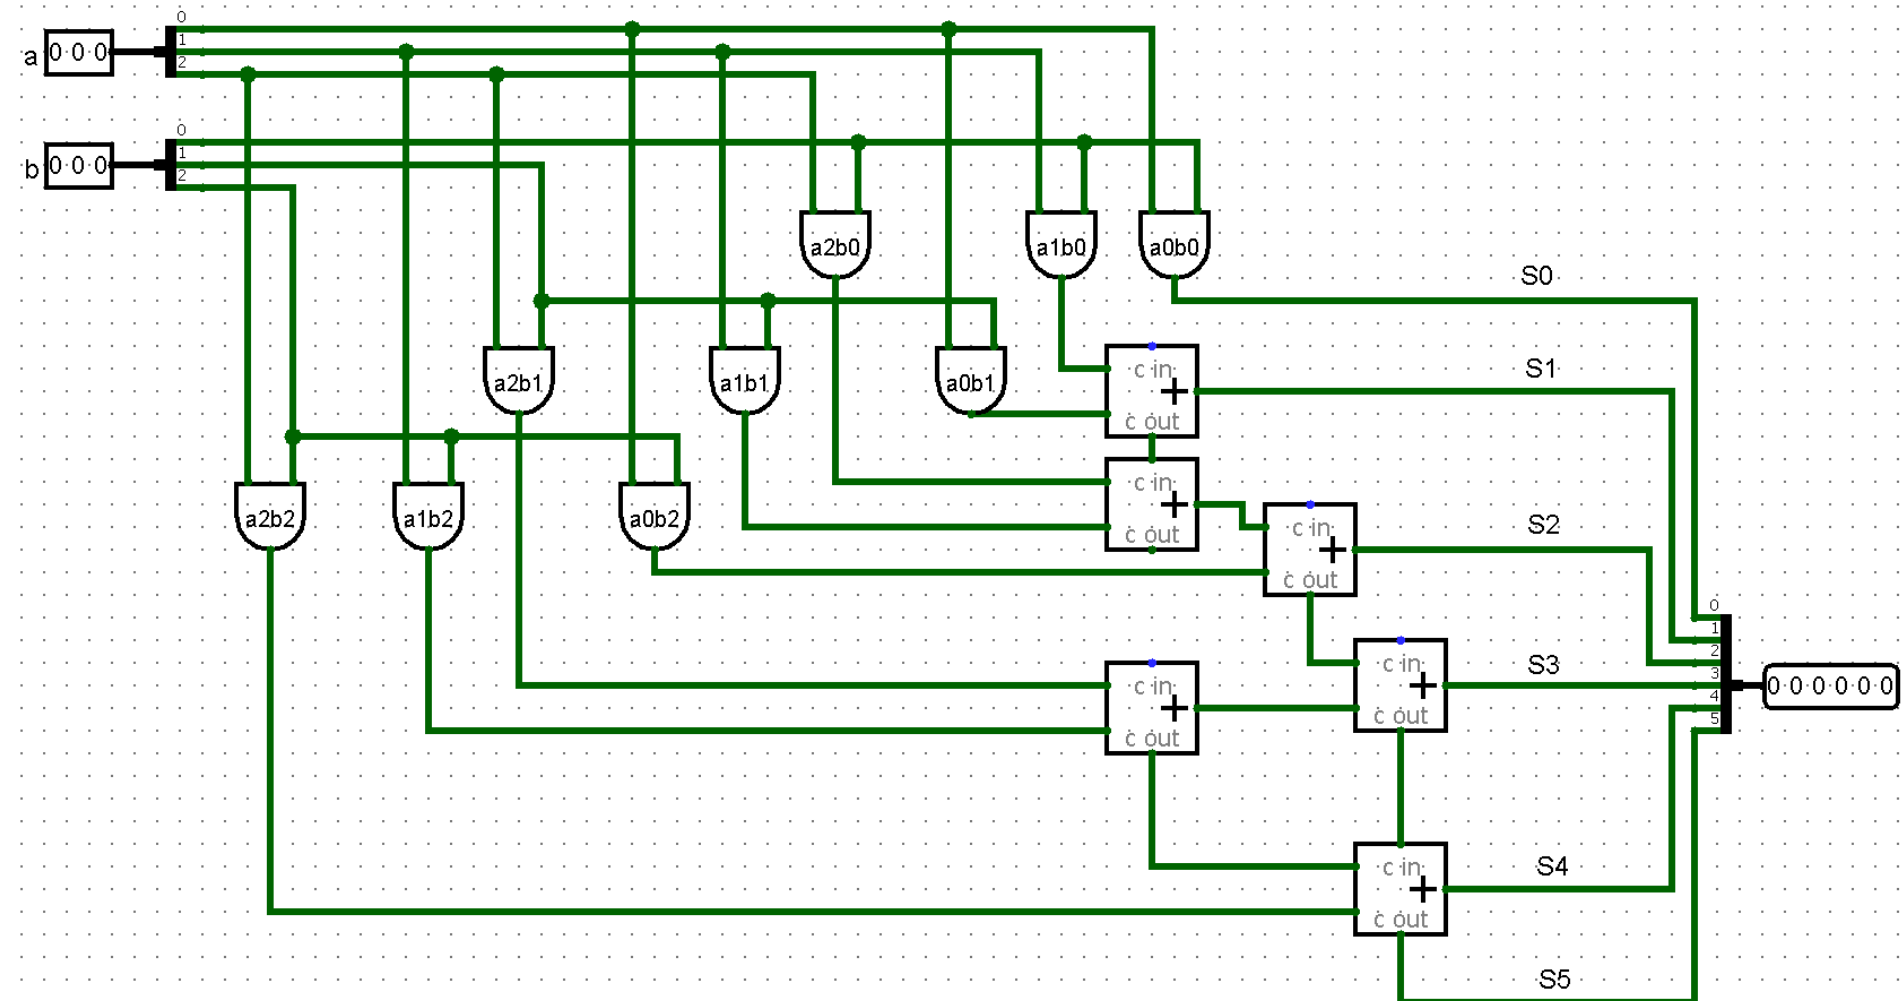 0
a 0 0 0 1
2
0
b 0 0 0 1
2
a2b0 a1b0 a0b0
S0
a2b1 a1b1 a0b1
c in
S1
+
c out
a2b2 a1b2 a0b2
c in
+
c out
c in
S2
+
c out
0
1
2
3
4
5
0 0 0 0 0 0
c in
S3
+
c out
c in
+
c out
c in
S4
+
c out
S5